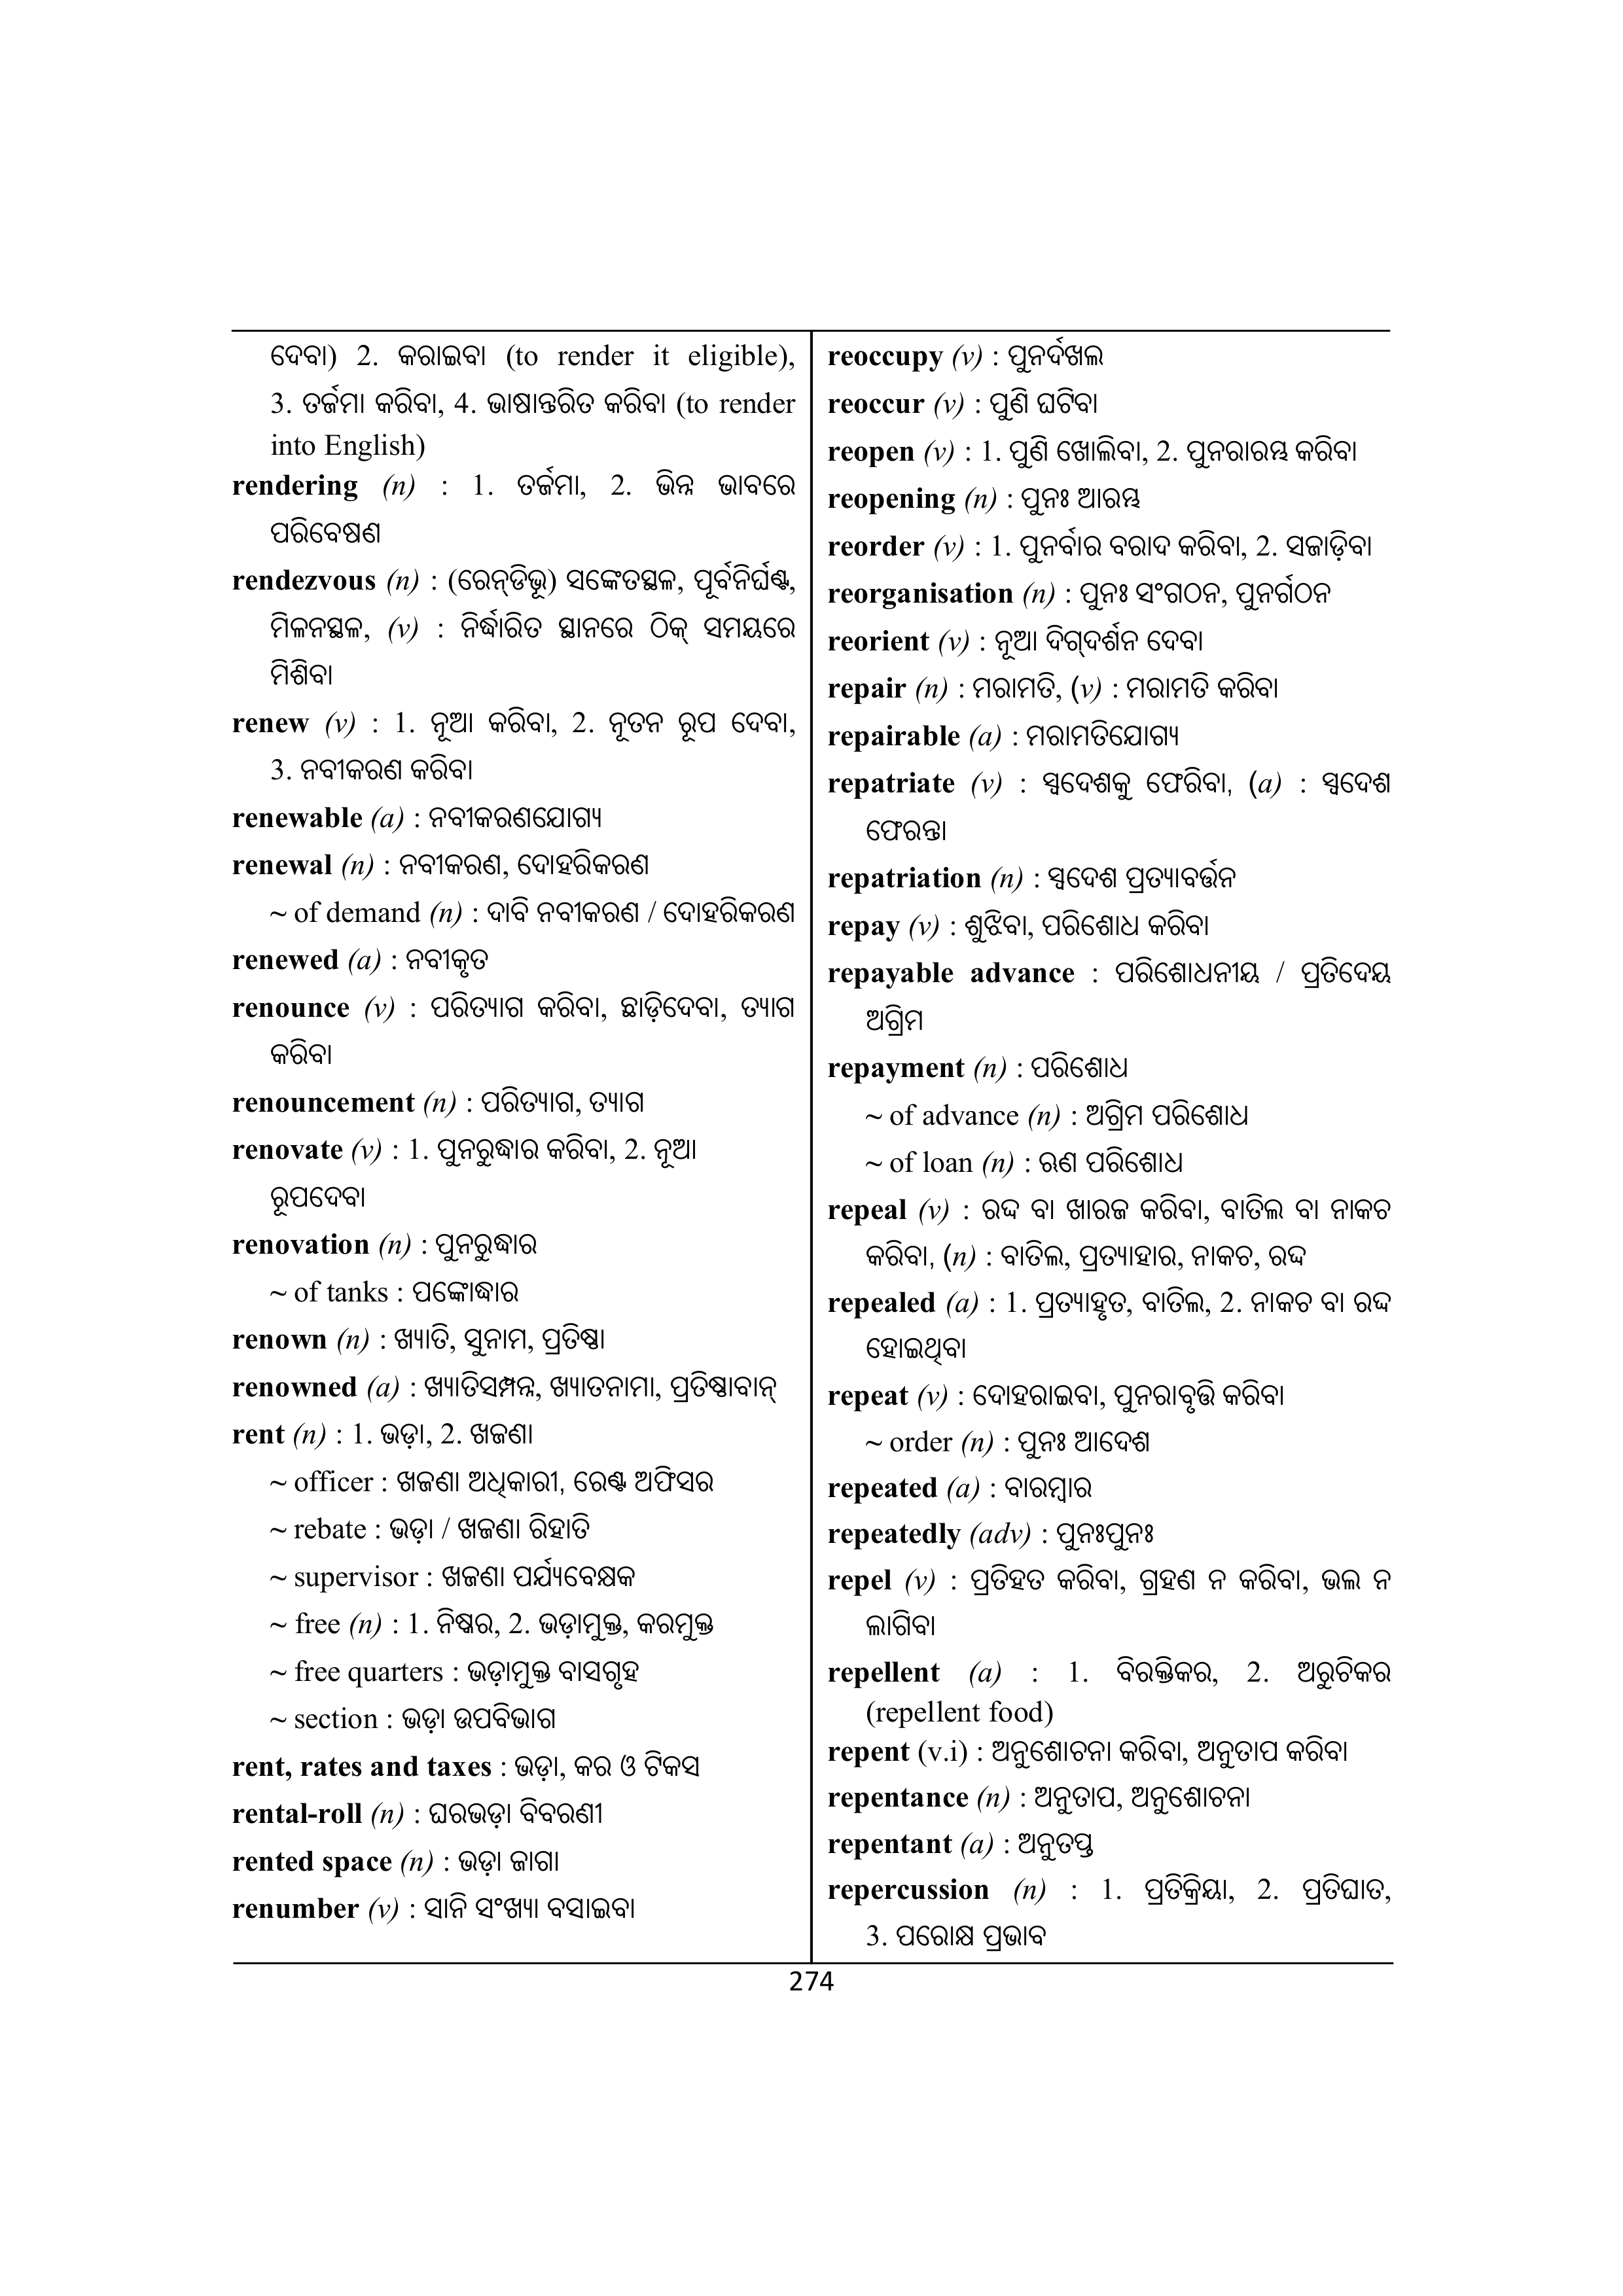 ଦେବା) 2. କରାଇବା (to render it eligible),
3. ତର୍ଜମା କରିବା, 4. ଭାଷାନ୍ତରିତ କରିବା (to render
into English)
rendering (n) : 1. ତର୍ଜମା, 2. ଭିନ୍ନ ଭାବରେ
ପରିବେଷଣ
rendezvous (n) : (ରେନ୍‌ଡିଭୂ) ସଙ୍କେତସ୍ଥଳ, ପୂର୍ବନିର୍ଘଣ୍ଟ,
ମିଳନସ୍ଥଳ, (v) : ନିର୍ଦ୍ଧାରିତ ସ୍ଥାନରେ ଠିକ୍ ସମୟରେ
ମିଶିବା
renew (v) : 1. ନୂଆ କରିବା, 2. ନୂତନ ରୂପ ଦେବା,
3. ନବୀକରଣ କରିବା
renewable (a) : ନବୀକରଣଯୋଗ୍ୟ
renewal (n) : ନବୀକରଣ, ଦୋହରିକରଣ
~ of demand (n) : ଦାବି ନବୀକରଣ / ଦୋହରିକରଣ
renewed (a) : ନବୀକୃତ
renounce (v) : ପରିତ୍ୟାଗ କରିବା, ଛାଡ଼ିଦେବା, ତ୍ୟାଗ
କରିବା
renouncement (n) : ପରିତ୍ୟାଗ, ତ୍ୟାଗ
renovate (v) : 1. ପୁନରୁଦ୍ଧାର କରିବା, 2. ନୂଆ
ରୂପଦେବା
renovation (n) : ପୁନରୁଦ୍ଧାର
~ of tanks : ପଙ୍କୋଦ୍ଧାର
renown (n) : ଖ୍ୟାତି, ସୁନାମ, ପ୍ରତିଷ୍ଠା
renowned (a) : ଖ୍ୟାତିସମ୍ପନ୍ନ, ଖ୍ୟାତନାମା, ପ୍ରତିଷ୍ଠାବାନ୍
rent (n) : 1. ଭଡ଼ା, 2. ଖଜଣା
~ officer : ଖଜଣା ଅଧିକାରୀ, ରେଣ୍ଟ ଅଫିସର
~ rebate : ଭଡ଼ା / ଖଜଣା ରିହାତି
~ supervisor : ଖଜଣା ପର୍ଯ୍ୟବେକ୍ଷକ
~ free (n) : 1. ନିଷ୍କର, 2. ଭଡ଼ାମୁକ୍ତ, କରମୁକ୍ତ
~ free quarters : ଭଡ଼ାମୁକ୍ତ ବାସଗୃହ
~ section : ଭଡ଼ା ଉପବିଭାଗ
rent, rates and taxes : ଭଡ଼ା, କର ଓ ଟିକସ
rental-roll (n) : ଘରଭଡ଼ା ବିବରଣୀ
rented space (n) : ଭଡ଼ା ଜାଗା
renumber (v) : ସାନି ସଂଖ୍ୟା ବସାଇବା
reoccupy (v) : ପୁନର୍ଦଖଲ
reoccur (v) : ପୁଣି ଘଟିବା
reopen (v) : 1. ପୁଣି ଖୋଲିବା, 2. ପୁନରାରମ୍ଭ କରିବା
reopening (n) : ପୁନଃ ଆରମ୍ଭ
reorder (v) : 1. ପୁନର୍ବାର ବରାଦ କରିବା, 2. ସଜାଡ଼ିବା
reorganisation (n) : ପୁନଃ ସଂଗଠନ, ପୁନର୍ଗଠନ
reorient (v) : ନୂଆ ଦିଗ୍‌ଦର୍ଶନ ଦେବା
repair (n) : ମରାମତି, (v) : ମରାମତି କରିବା
repairable (a) : ମରାମତିଯୋଗ୍ୟ
repatriate (v) : ସ୍ୱଦେଶକୁ ଫେରିବା, (a) : ସ୍ୱଦେଶ
ଫେରନ୍ତା
repatriation (n) : ସ୍ୱଦେଶ ପ୍ରତ୍ୟାବର୍ତ୍ତନ
repay (v) : ଶୁଝିବା, ପରିଶୋଧ କରିବା
repayable advance : ପରିଶୋଧନୀୟ / ପ୍ରତିଦେୟ
ଅଗ୍ରିମ
repayment (n) : ପରିଶୋଧ
~ of advance (n) : ଅଗ୍ରିମ ପରିଶୋଧ
~ of loan (n) : ଋଣ ପରିଶୋଧ
repeal (v) : ରଦ୍ଦ ବା ଖାରଜ କରିବା, ବାତିଲ ବା ନାକଚ
କରିବା, (n) : ବାତିଲ, ପ୍ରତ୍ୟାହାର, ନାକଚ, ରଦ୍ଦ
repealed (a) : 1. ପ୍ରତ୍ୟାହୃତ, ବାତିଲ, 2. ନାକଚ ବା ରଦ୍ଦ
ହୋଇଥିବା
repeat (v) : ଦୋହରାଇବା, ପୁନରାବୃତ୍ତି କରିବା
~ order (n) : ପୁନଃ ଆଦେଶ
repeated (a) : ବାରମ୍ବାର
repeatedly (adv) : ପୁନଃପୁନଃ
repel (v) : ପ୍ରତିହତ କରିବା, ଗ୍ରହଣ ନ କରିବା, ଭଲ ନ
ଲାଗିବା
repellent (a) : 1. ବିରକ୍ତିକର, 2. ଅରୁଚିକର
(repellent food)
repent (v.i) : ଅନୁଶୋଚନା କରିବା, ଅନୁତାପ କରିବା
repentance (n) : ଅନୁତାପ, ଅନୁଶୋଚନା
repentant (a) : ଅନୁତପ୍ତ
repercussion (n) : 1. ପ୍ରତିକ୍ରିୟା, 2. ପ୍ରତିଘାତ,
3. ପରୋକ୍ଷ ପ୍ରଭାବ
274